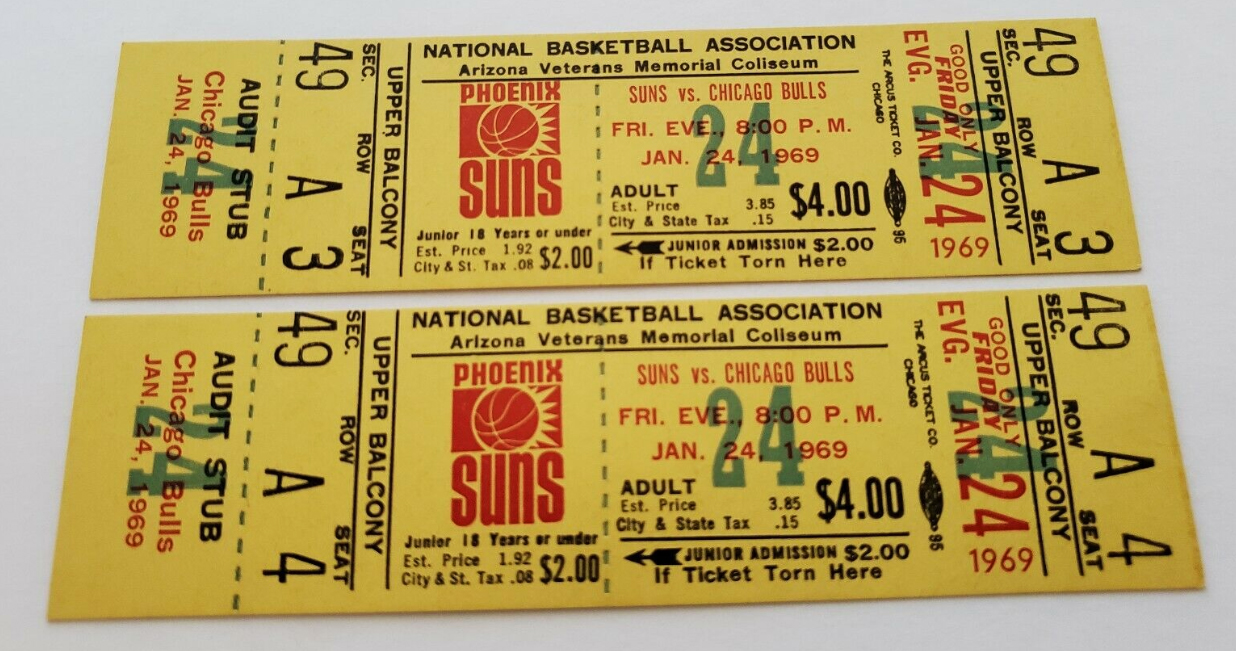 AUDIT STUB
24
Chicago Bulls
JAN. 24, 1969
SEC. ROW SEAT
49 A 3
UPPER BALCONY
NATIONAL BASKETBALL ASSOCIATION
Arizona Veterans Memorial Coliseum
PHOENIX
SUNS
Junior 18 Years or under
Est. Price 1.92
City & St. Tax .08 $2.00
SUNS vs. CHICAGO BULLS
24
FRI. EVE., 8:00 P. M.
JAN. 24, 1969
ADULT
Est. Price 3.85
City & State Tax .15 $4.00
JUNIOR ADMISSION $2.00
If Ticket Torn Here
THE ARCUS TICKET CO.
CHICAGO
95
GOOD ONLY
FRIDAY
EVG. JAN. 24
1969
24
UPPER BALCONY
SEC. ROW SEAT
49 A 3
AUDIT STUB
24
Chicago Bulls
JAN. 24, 1969
SEC. ROW SEAT
49 A 4
UPPER BALCONY
NATIONAL BASKETBALL ASSOCIATION
Arizona Veterans Memorial Coliseum
PHOENIX
SUNS
Junior 18 Years or under
Est. Price 1.92
City & St. Tax .08 $2.00
SUNS vs. CHICAGO BULLS
24
FRI. EVE., 8:00 P. M.
JAN. 24, 1969
ADULT
Est. Price 3.85
City & State Tax .15 $4.00
JUNIOR ADMISSION $2.00
If Ticket Torn Here
THE ARCUS TICKET CO.
CHICAGO
95
GOOD ONLY
FRIDAY
EVG. JAN. 24
1969
24
UPPER BALCONY
SEC. ROW SEAT
49 A 4